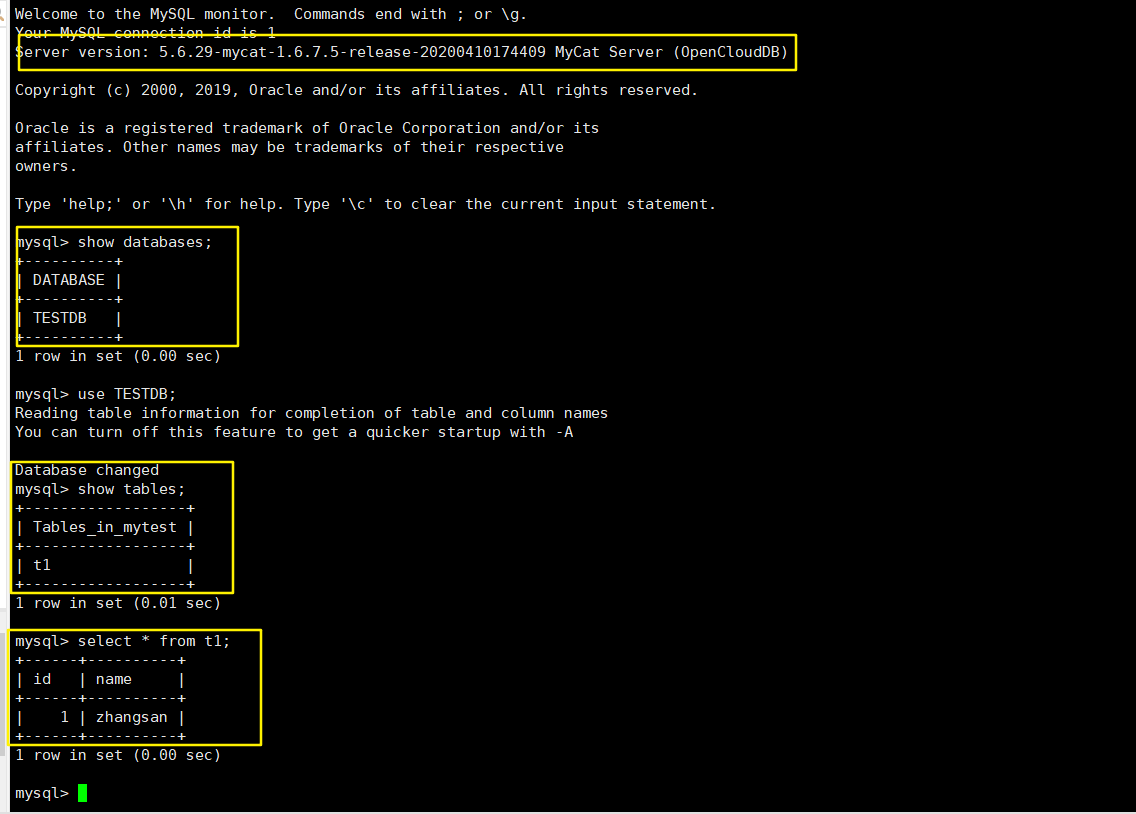 Welcome to the MySQL monitor.  Commands end with ; or \g.
Your MySQL connection id is 1
Server version: 5.6.29-mycat-1.6.7.5-release-20200410174409 MyCat Server (OpenCloudDB)
Copyright (c) 2000, 2019, Oracle and/or its affiliates. All rights reserved.
Oracle is a registered trademark of Oracle Corporation and/or its
affiliates. Other names may be trademarks of their respective
owners.
Type 'help;' or '\h' for help. Type '\c' to clear the current input statement.
mysql> show databases;
+----------+
| DATABASE |
+----------+
| TESTDB   |
+----------+
1 row in set (0.00 sec)
mysql> use TESTDB;
Reading table information for completion of table and column names
You can turn off this feature to get a quicker startup with -A
Database changed
mysql> show tables;
+------------------+
| Tables_in_mytest |
+------------------+
| t1               |
+------------------+
1 row in set (0.01 sec)
mysql> select * from t1;
+------+----------+
| id   | name     |
+------+----------+
|    1 | zhangsan |
+------+----------+
1 row in set (0.00 sec)
mysql>